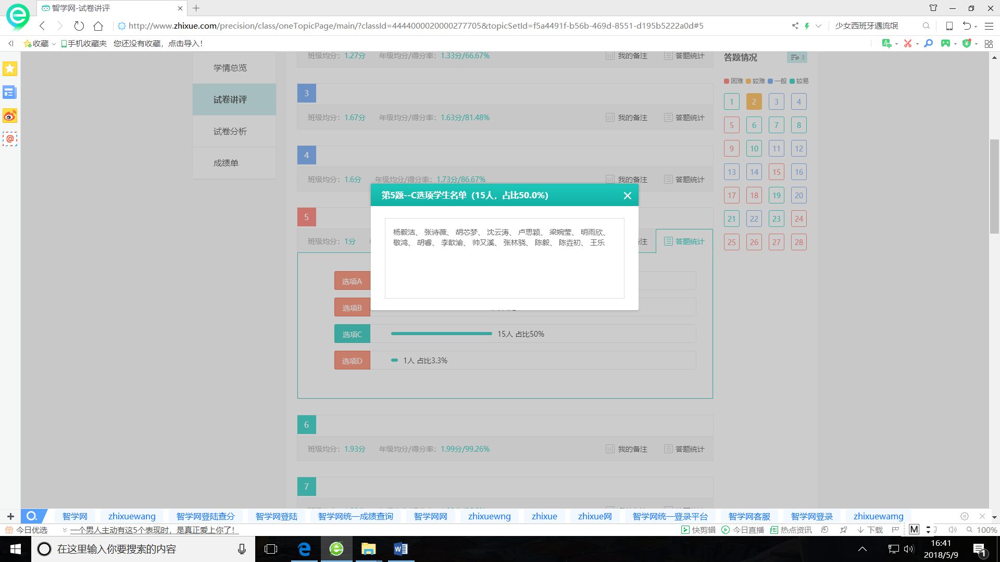 智学网-试卷讲评
http://www.zhixue.com/precision/class/oneTopicPage/main/?classId=4444000020000277705&topicSetId=f5a4491f-b56b-469d-8551-d195b5222a0d#5
少女西班牙遇流氓
收藏 手机收藏夹 您还没有收藏，点击导入！
学情总览
试卷讲评
试卷分析
成绩单
班级均分：1.27分 年级均分/得分率：1.33分/66.67% 我的备注 答题统计
3
班级均分：1.67分 年级均分/得分率：1.63分/81.48% 我的备注 答题统计
4
班级均分：1.6分 年级均分/得分率：1.73分/86.67% 我的备注 答题统计
第5题--C选项学生名单（15人，占比50.0%）
杨毅洁、 张诗薇、 胡芯梦、 沈云涛、 卢思颖、 梁婉莹、 明雨欣、
敬鸿、 胡睿、 李歆渝、 帅又溪、 张林骁、 陈毅、 陈垚初、 王乐
5
班级均分：1分 注 答题统计
选项A
选项B
选项C 15人 占比50%
选项D 1人 占比3.3%
6
班级均分：1.93分 年级均分/得分率：1.99分/99.26% 我的备注 答题统计
7
答题情况
困难 较难 一般 较易
1 2 3 4
5 6 7 8
9 10 11 12
13 14 15 16
17 18 19 20
21 22 23 24
25 26 27 28
智学网 zhixuewang 智学网登陆查分 智学网登陆 智学网统一成绩查询 智学网网 zhixuewng zhixue zhixue网 智学网统一登录平台 智学网客服 智学网登录 zhixuewamg
今日优选 一个男人主动有这5个表现时，是真正爱上你了！ 快剪辑 今日直播 热点资讯 下载 M 100%
在这里输入你要搜索的内容
16:41
2018/5/9
1